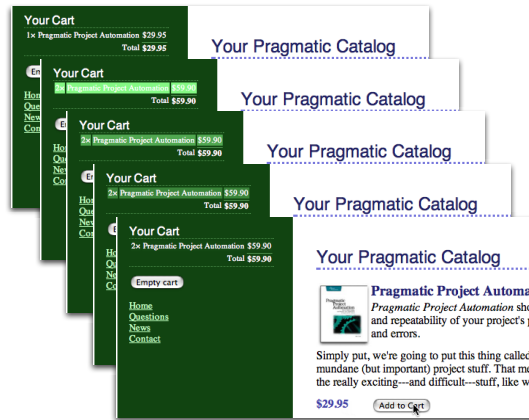 Your Cart
1× Pragmatic Project Automation $29.95
Total $29.95
Your Pragmatic Catalog
Your Cart
2× Pragmatic Project Automation $59.90
Total $59.90
Your Pragmatic Catalog
Your Cart
2× Pragmatic Project Automation $59.90
Total $59.90
Your Pragmatic Catalog
Your Cart
2× Pragmatic Project Automation $59.90
Total $59.90
Your Pragmatic Catalog
Your Cart
2× Pragmatic Project Automation $59.90
Total $59.90
Empty cart
Home
Questions
News
Contact
Your Pragmatic Catalog
Pragmatic Project Automa
Pragmatic Project Automation sho
and repeatability of your project's p
and errors.
Simply put, we're going to put this thing called
mundane (but important) project stuff. That me
the really exciting---and difficult---stuff, like w
$29.95
Add to Cart